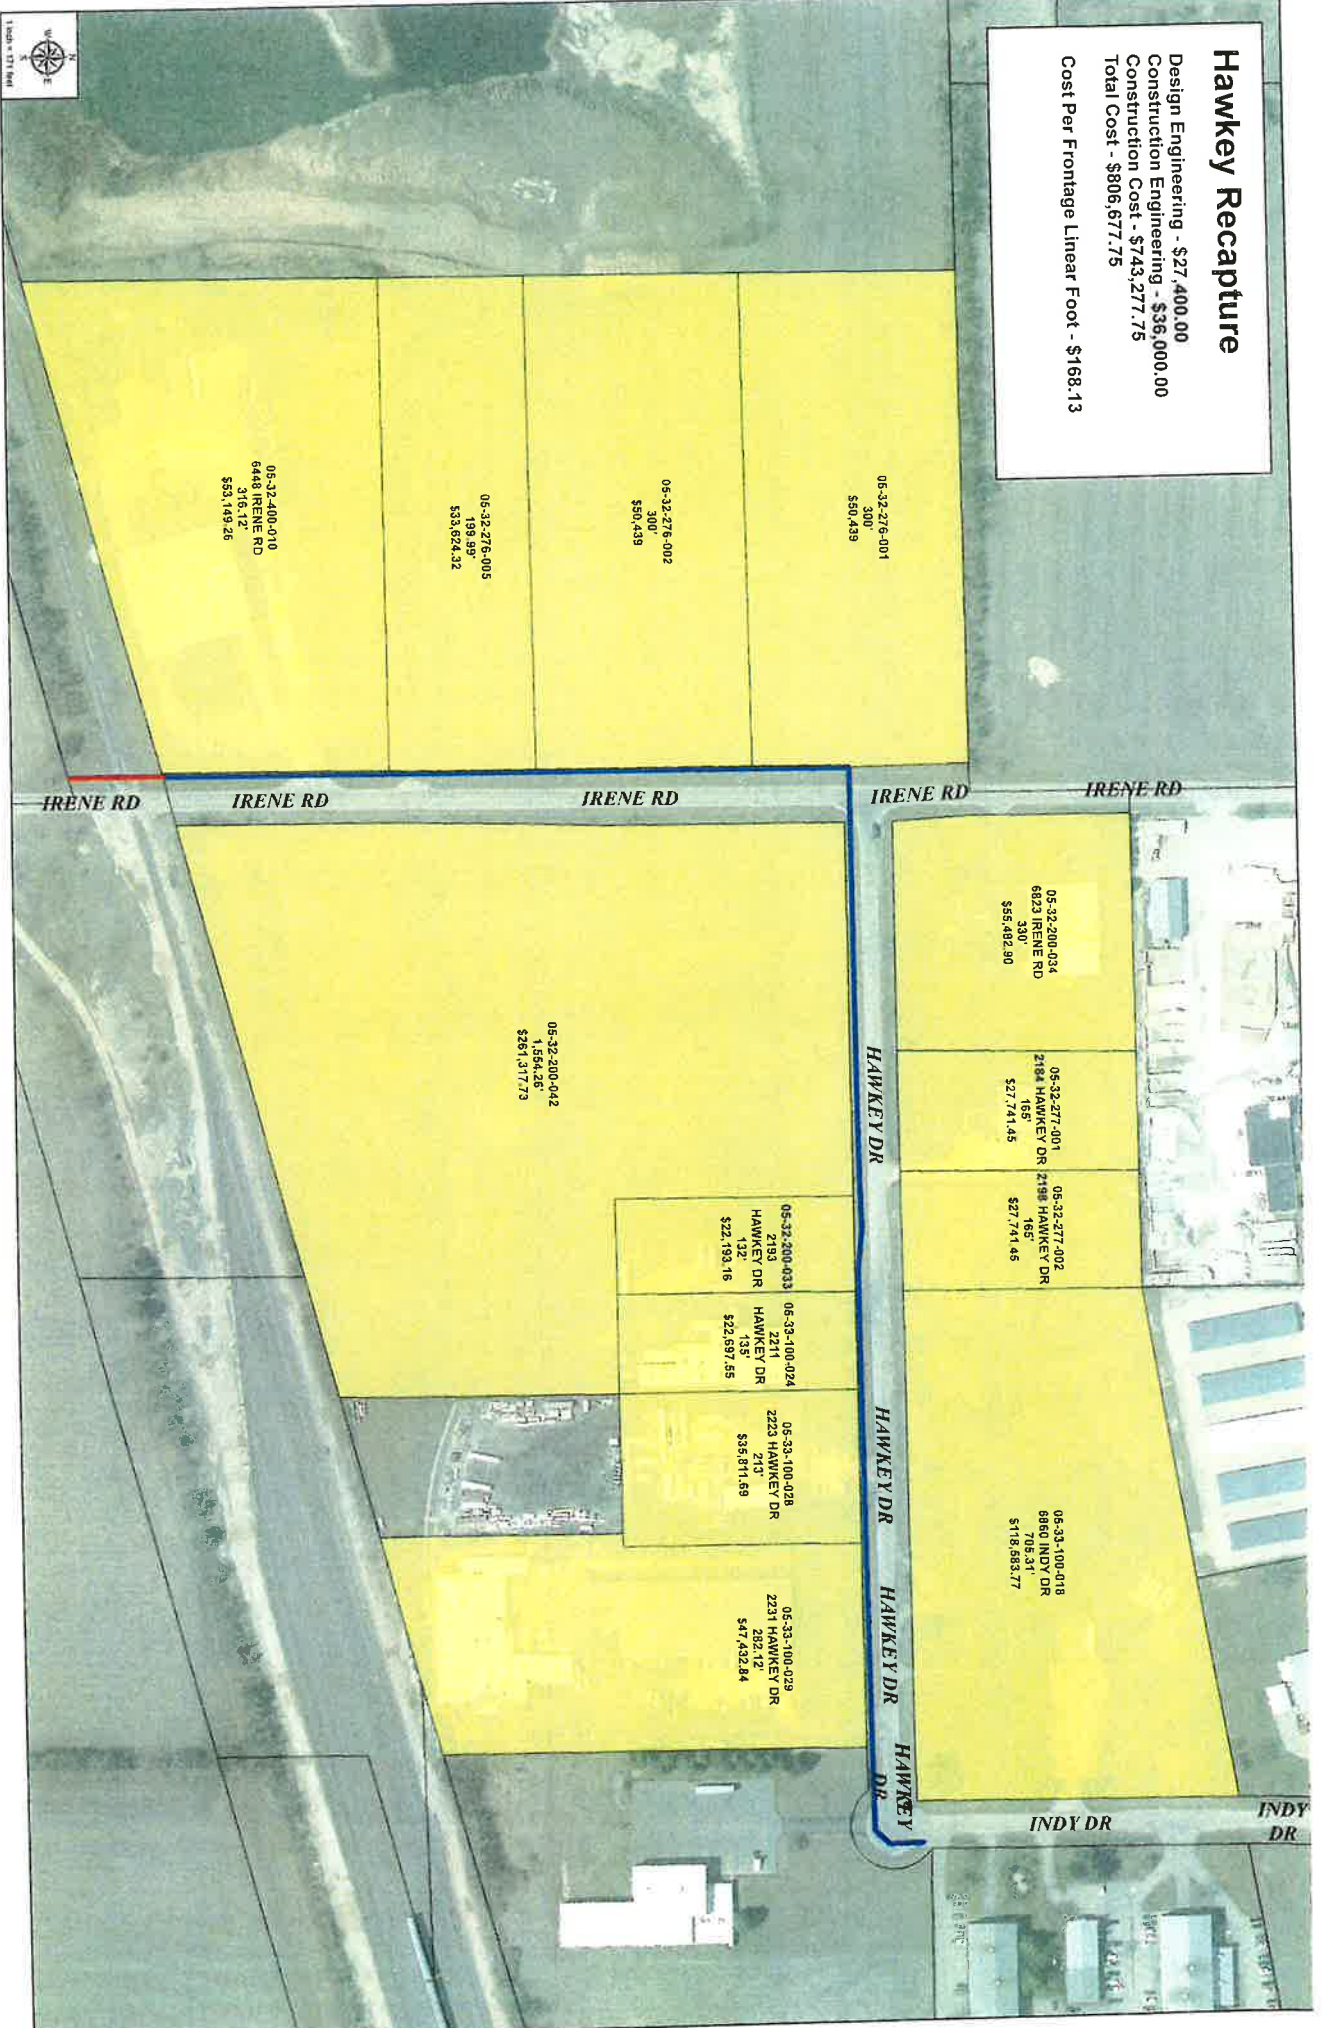 Hawkey Recapture
Design Engineering - $27,400.00
Construction Engineering - $36,000.00
Construction Cost - $743,277.75
Total Cost - $806,677.75
Cost Per Frontage Linear Foot - $168.13
IRENE RD
IRENE RD
05-32-200-034
6823 IRENE RD
330'
$55,482.90
05-32-277-001
2184 HAWKEY DR
165'
$27,741.45
05-32-277-002
2198 HAWKEY DR
165'
$27,741.45
05-33-100-018
6860 INDY DR
705.31'
$118,583.77
INDY
DR
INDY DR
HAWKEY DR
HAWKEY DR
HAWKEY DR
HAWKEY
DR
05-32-276-001
300'
$50,439
05-32-276-002
300'
$50,439
05-32-276-005
199.99'
$33,624.32
05-32-400-010
6448 IRENE RD
316.12'
$53,149.26
IRENE RD
IRENE RD
IRENE RD
05-32-200-042
1,554.26'
$261,317.73
05-32-200-033
2193
HAWKEY DR
132'
$22,193.16
05-33-100-024
2211
HAWKEY DR
135'
$22,697.55
05-33-100-028
2223 HAWKEY DR
213'
$35,811.69
05-33-100-029
2231 HAWKEY DR
282.12'
$47,432.84
N
W
E
S
1 inch = 171 feet